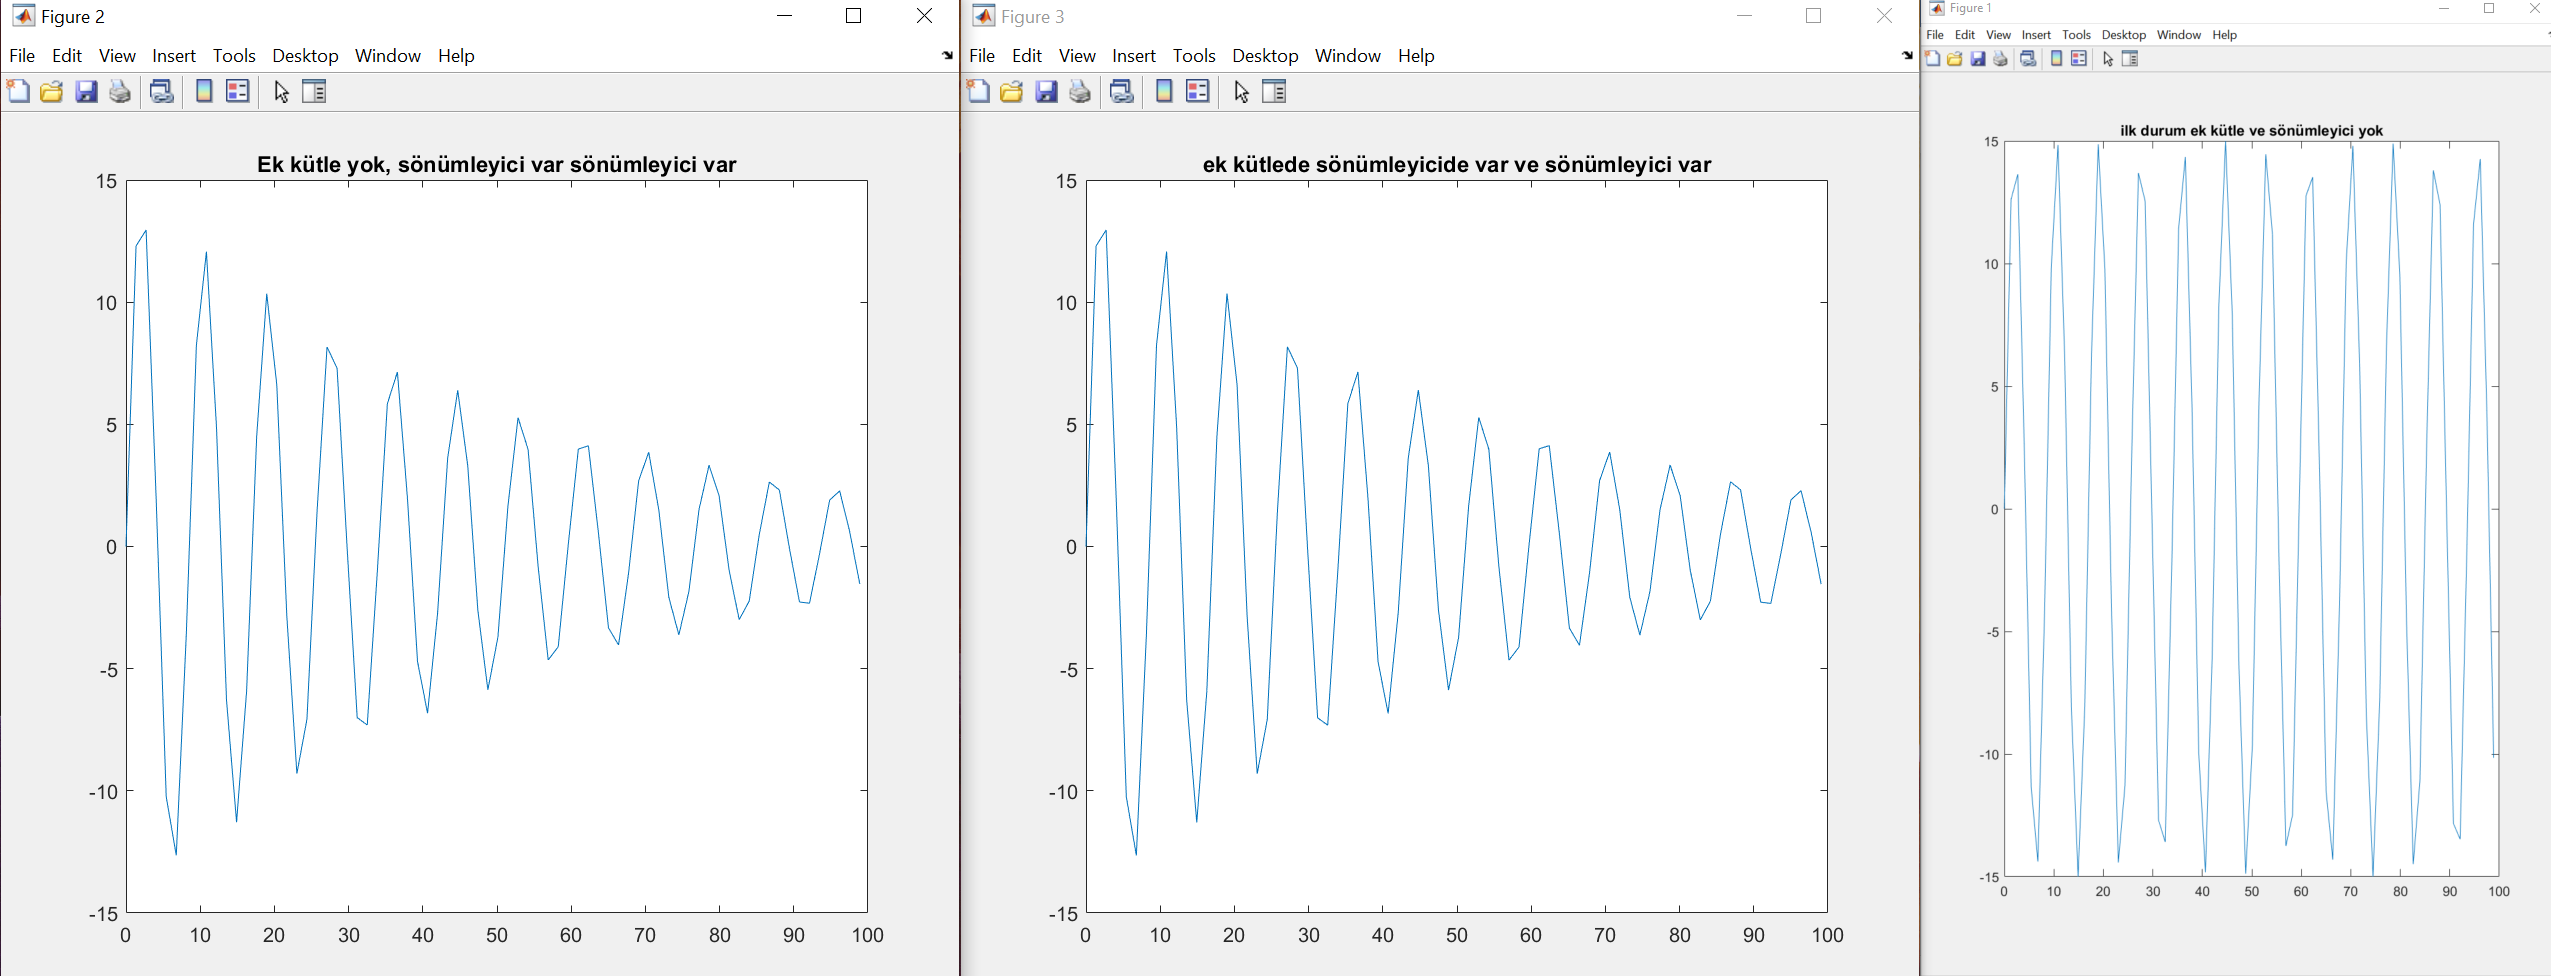 Figure 2
File Edit View Insert Tools Desktop Window Help
Ek kütle yok, sönümleyici var sönümleyici var
15
10
5
0
-5
-10
-15
0 10 20 30 40 50 60 70 80 90 100
Figure 3
File Edit View Insert Tools Desktop Window Help
ek kütlede sönümleyicide var ve sönümleyici var
15
10
5
0
-5
-10
-15
0 10 20 30 40 50 60 70 80 90 100
Figure 1
File Edit View Insert Tools Desktop Window Help
ilk durum ek kütle ve sönümleyici yok
15
10
5
0
-5
-10
-15
0 10 20 30 40 50 60 70 80 90 100